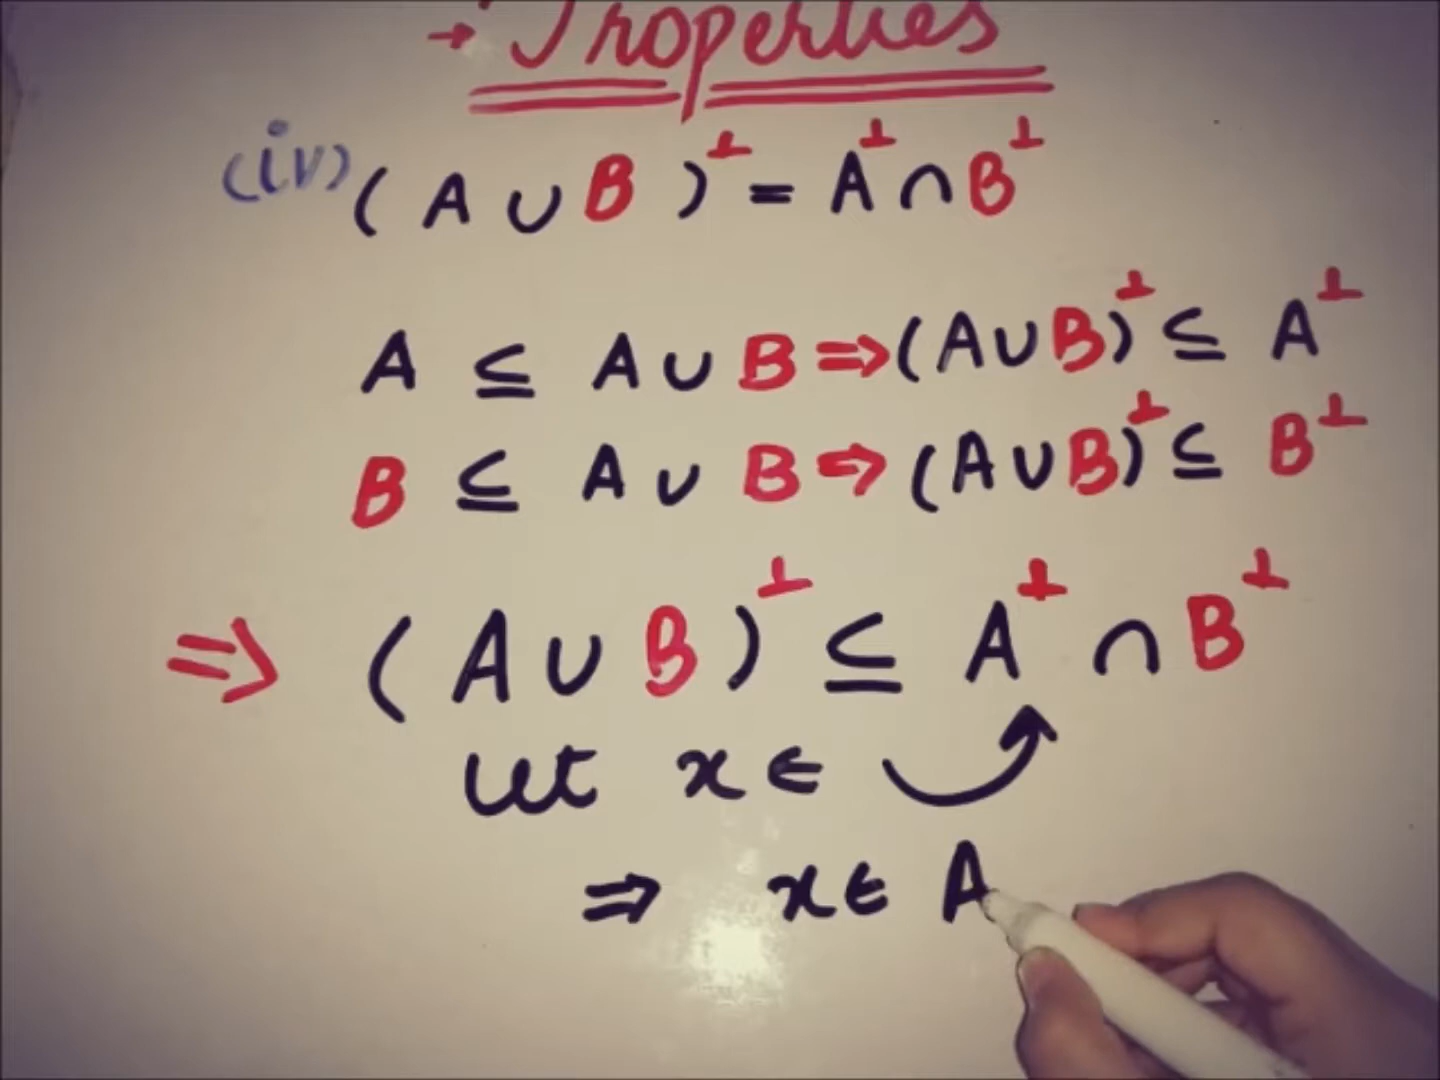 → Properties
(iv) (A ∪ B)^⊥ = A^⊥ ∩ B^⊥
A ⊆ A ∪ B ⇒ (A ∪ B)^⊥ ⊆ A^⊥
B ⊆ A ∪ B ⇒ (A ∪ B)^⊥ ⊆ B^⊥
⇒ (A ∪ B)^⊥ ⊆ A^⊥ ∩ B^⊥
let x ∈
⇒ x ∈ A